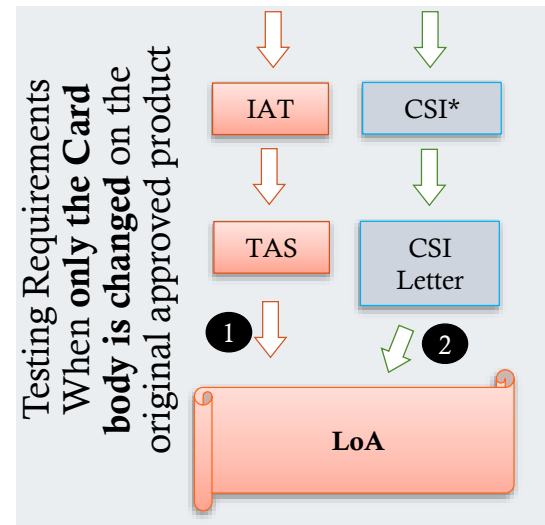 Testing Requirements
When only the Card
body is changed on the
original approved product
IAT
CSI*
TAS
CSI
Letter
1
2
LoA